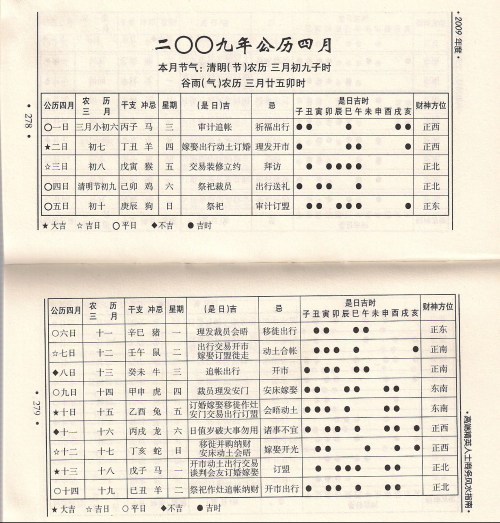 二〇〇九年公历四月
本月节气：清明(节)农历 三月初九子时
谷雨(气)农历 三月廿五卯时
公历四月 农历三月 干支 冲忌 星期 (是日)吉 忌 是日吉时 财神方位
子 丑 寅 卯 辰 巳 午 未 申 酉 戌 亥
○一日 三月小初六 丙子 马 三 审计追帐 祈福出行 ● ● ● ● ● ● 正西
★二日 初七 丁丑 羊 四 嫁娶出行动土订婚 理发开市 ● ● ● ● 正西
☆三日 初八 戊寅 猴 五 交易装修立约 拜访 ● ● ● ● ● 正北
○四日 清明节初九 己卯 鸡 六 祭祀裁员 出行送礼 ● ● ● ● 正北
○五日 初十 庚辰 狗 日 祭祀 审计订盟 ● ● ● ● ● ● 正东
★大吉 ☆吉日 ○平日 ◆不吉 ●吉时
• 278 •
• 2009年度 •
公历四月 农历三月 干支 冲忌 星期 (是日)吉 忌 是日吉时 财神方位
子 丑 寅 卯 辰 巳 午 未 申 酉 戌 亥
○六日 十一 辛巳 猪 一 理发裁员会晤 移徙出行 ● ● ● ● 正东
☆七日 十二 壬午 鼠 二 出行交易开市嫁娶订盟徙走 动土合帐 ● ● ● 正南
◆八日 十三 癸未 牛 三 追帐出行 开市 ● ● ● ● 正南
○九日 十四 甲申 虎 四 裁员理发安门 安床嫁娶 ● ● ● ● ● ● 东南
★十日 十五 乙酉 兔 五 订婚嫁娶移徙作灶安门交易出行订盟 会晤动土 ● ● ● ● ● 东南
◆十一 十六 丙戌 龙 六 日值岁破大事勿用 诸事不宜 ● ● ● ● ● ● 正西
☆十二 十七 丁亥 蛇 日 移徙并购纳财安床动土会晤 嫁娶开光 ● ● ● ● 正西
★十三 十八 戊子 马 一 开市动土出行交易谈判会友订婚嫁娶 订盟 ● ● ● ● ● ● 正北
○十四 十九 己丑 羊 二 祭祀作灶追帐纳财 开市出行 ● ● ● ● ● 正北
★大吉 ☆吉日 ○平日 ◆不吉 ●吉时
• 279 •
• 高端精英人士商务风水指南 •